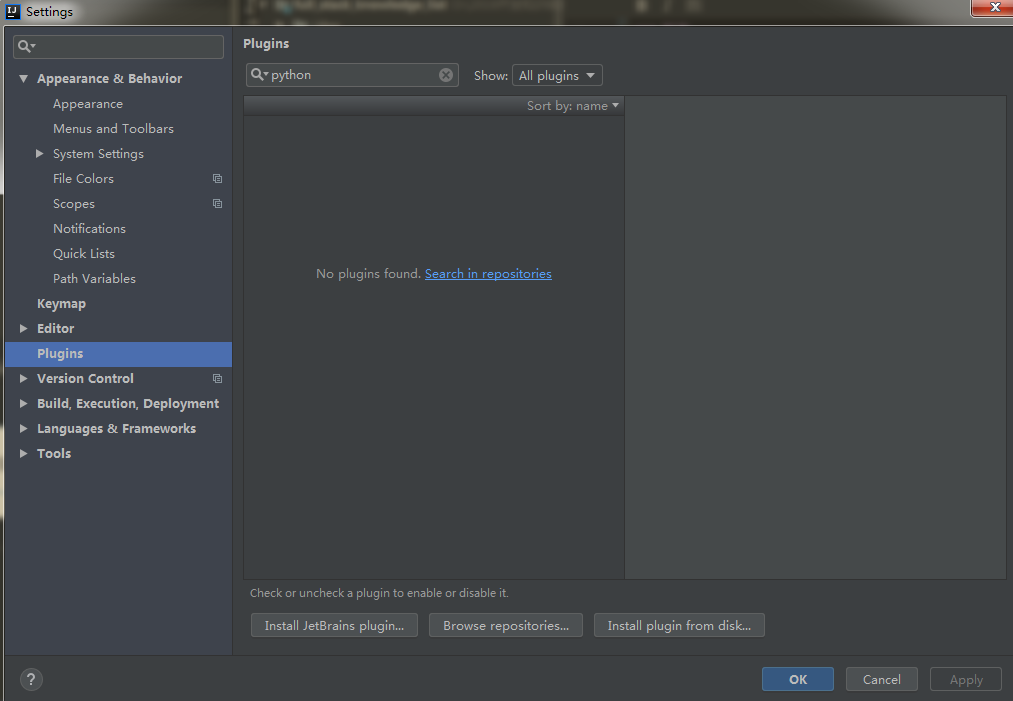 Settings
Plugins
python
Show: All plugins
Appearance & Behavior
Appearance
Menus and Toolbars
System Settings
File Colors
Scopes
Notifications
Quick Lists
Path Variables
Keymap
Editor
Plugins
Version Control
Build, Execution, Deployment
Languages & Frameworks
Tools
Sort by: name
No plugins found. Search in repositories
Check or uncheck a plugin to enable or disable it.
Install JetBrains plugin... Browse repositories... Install plugin from disk...
? OK Cancel Apply